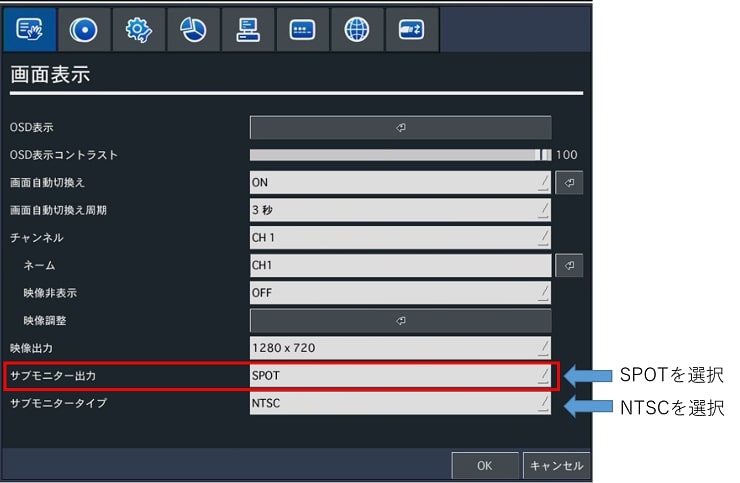 画面表示
OSD表示
OSD表示コントラスト 100
画面自動切換え ON
画面自動切換え周期 3 秒
チャンネル CH 1
ネーム CH1
映像非表示 OFF
映像調整
映像出力 1280 x 720
サブモニター出力 SPOT SPOTを選択
サブモニタータイプ NTSC NTSCを選択
OK キャンセル